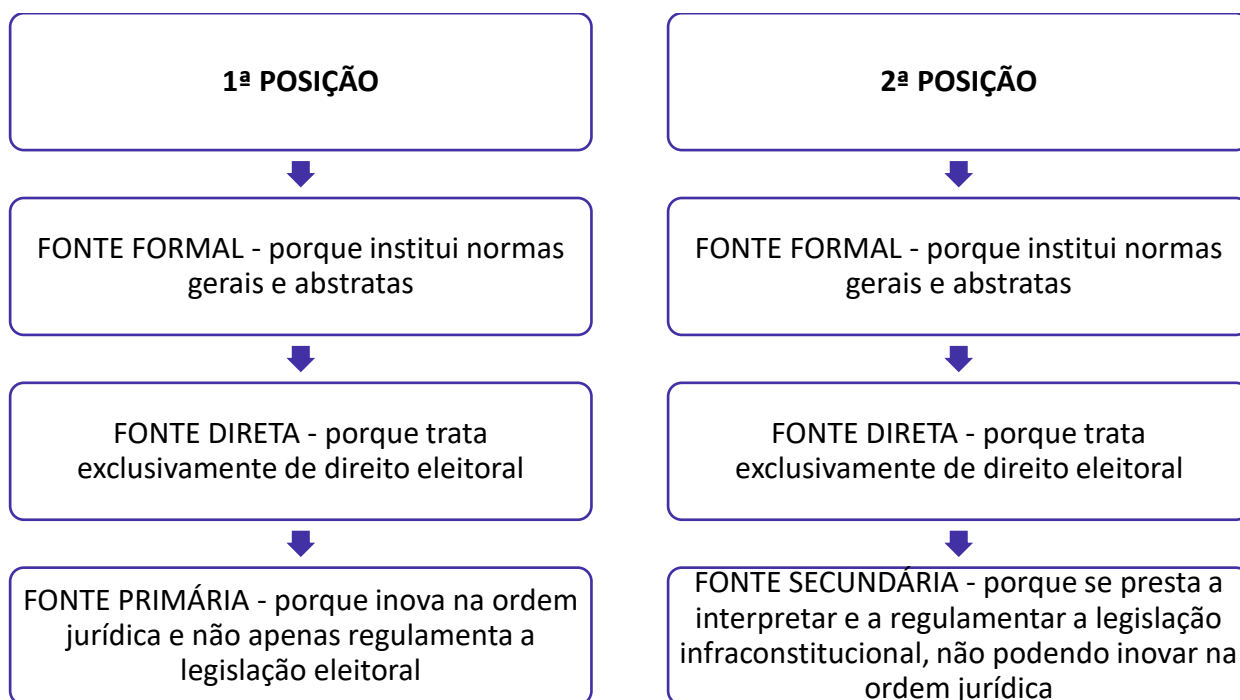 1ª POSIÇÃO
FONTE FORMAL - porque institui normas
gerais e abstratas
FONTE DIRETA - porque trata
exclusivamente de direito eleitoral
FONTE PRIMÁRIA - porque inova na ordem
jurídica e não apenas regulamenta a
legislação eleitoral
2ª POSIÇÃO
FONTE FORMAL - porque institui normas
gerais e abstratas
FONTE DIRETA - porque trata
exclusivamente de direito eleitoral
FONTE SECUNDÁRIA - porque se presta a
interpretar e a regulamentar a legislação
infraconstitucional, não podendo inovar na
ordem jurídica